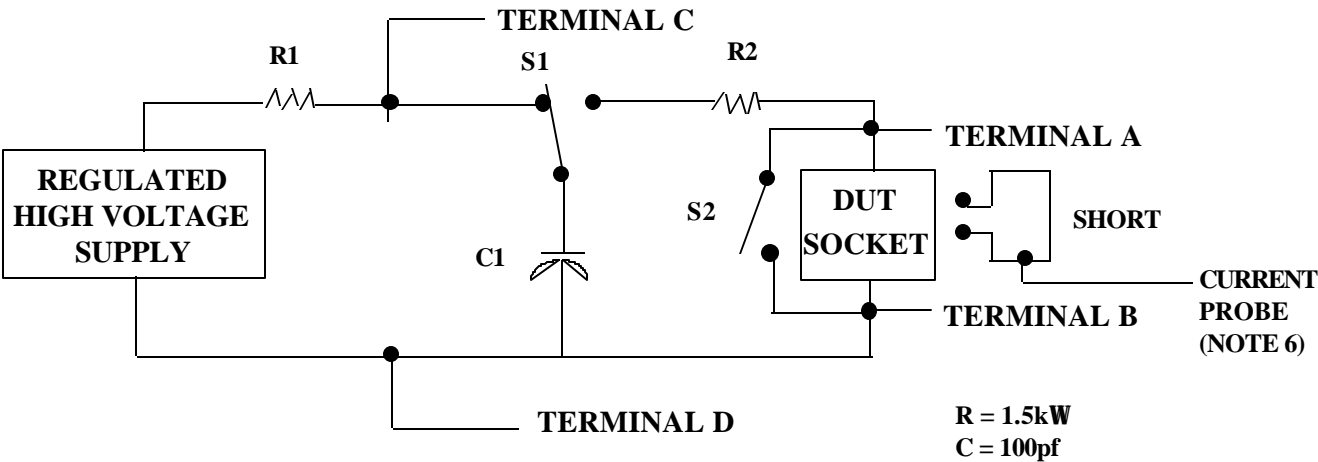 TERMINAL C
R1
S1
R2
REGULATED
HIGH VOLTAGE
SUPPLY
TERMINAL A
DUT
SOCKET
S2
SHORT
C1
CURRENT
PROBE
(NOTE 6)
TERMINAL B
TERMINAL D
R = 1.5kW
C = 100pf